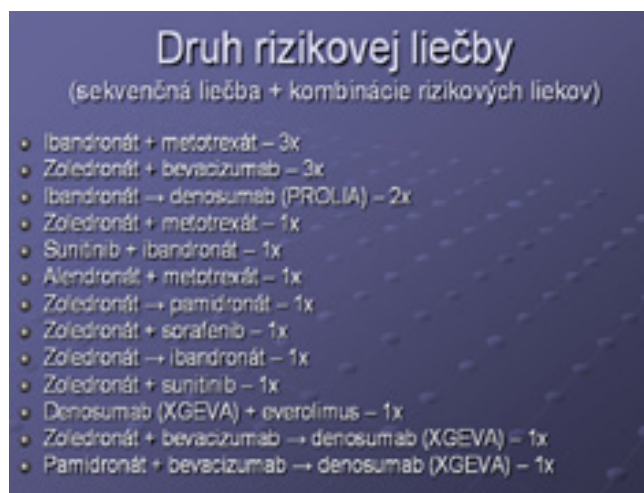 Druh rizikovej liečby
(sekvenčná liečba + kombinácie rizikových liekov)
Ibandronát + metotrexát – 3x
Zoledronát + bevacizumab – 3x
Ibandronát → denosumab (PROLIA) – 2x
Zoledronát + metotrexát – 1x
Sunitinib + ibandronát – 1x
Alendronát + metotrexát – 1x
Zoledronát → pamidronát – 1x
Zoledronát + sorafenib – 1x
Zoledronát → ibandronát – 1x
Zoledronát + sunitinib – 1x
Denosumab (XGEVA) + everolimus – 1x
Zoledronát + bevacizumab → denosumab (XGEVA) – 1x
Pamidronát + bevacizumab → denosumab (XGEVA) – 1x